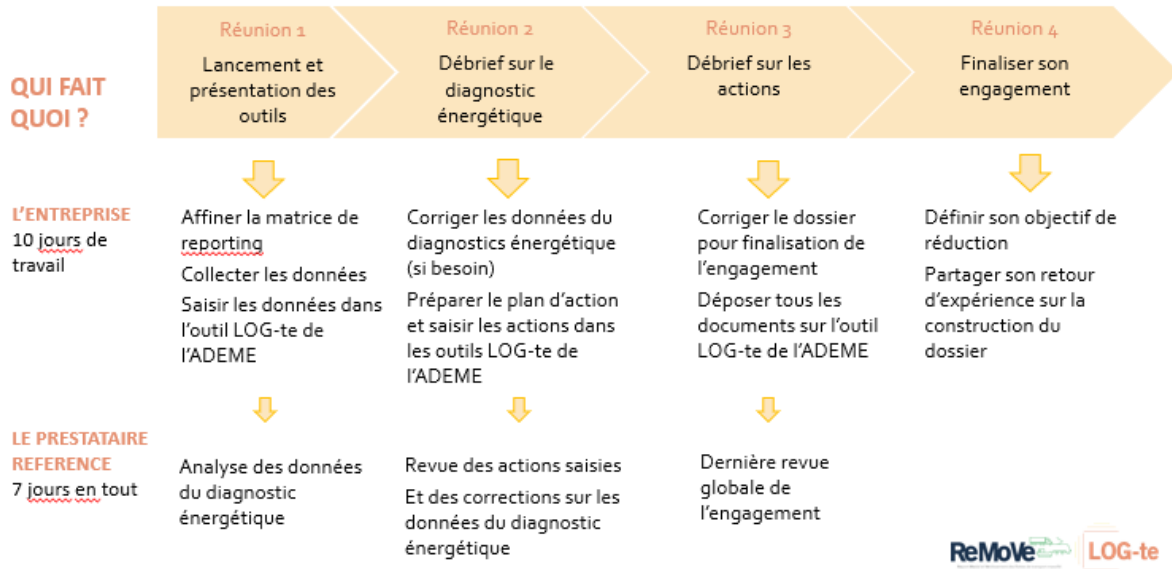 QUI FAIT
QUOI ?
Réunion 1
Lancement et
présentation des
outils
Réunion 2
Débrief sur le
diagnostic
énergétique
Réunion 3
Débrief sur les
actions
Réunion 4
Finaliser son
engagement
L'ENTREPRISE
10 jours de
travail
Affiner la matrice de
reporting
Collecter les données
Saisir les données dans
l'outil LOG-te de
l'ADEME
Corriger les données du
diagnostics énergétique
(si besoin)
Préparer le plan d'action
et saisir les actions dans
les outils LOG-te de
l'ADEME
Corriger le dossier
pour finalisation de
l'engagement
Déposer tous les
documents sur l'outil
LOG-te de l'ADEME
Définir son objectif de
réduction
Partager son retour
d'expérience sur la
construction du
dossier
LE PRESTATAIRE
REFERENCE
7 jours en tout
Analyse des données
du diagnostic
énergétique
Revue des actions saisies
Et des corrections sur les
données du diagnostic
énergétique
Dernière revue
globale de
l'engagement
ReMoVe
LOG-te